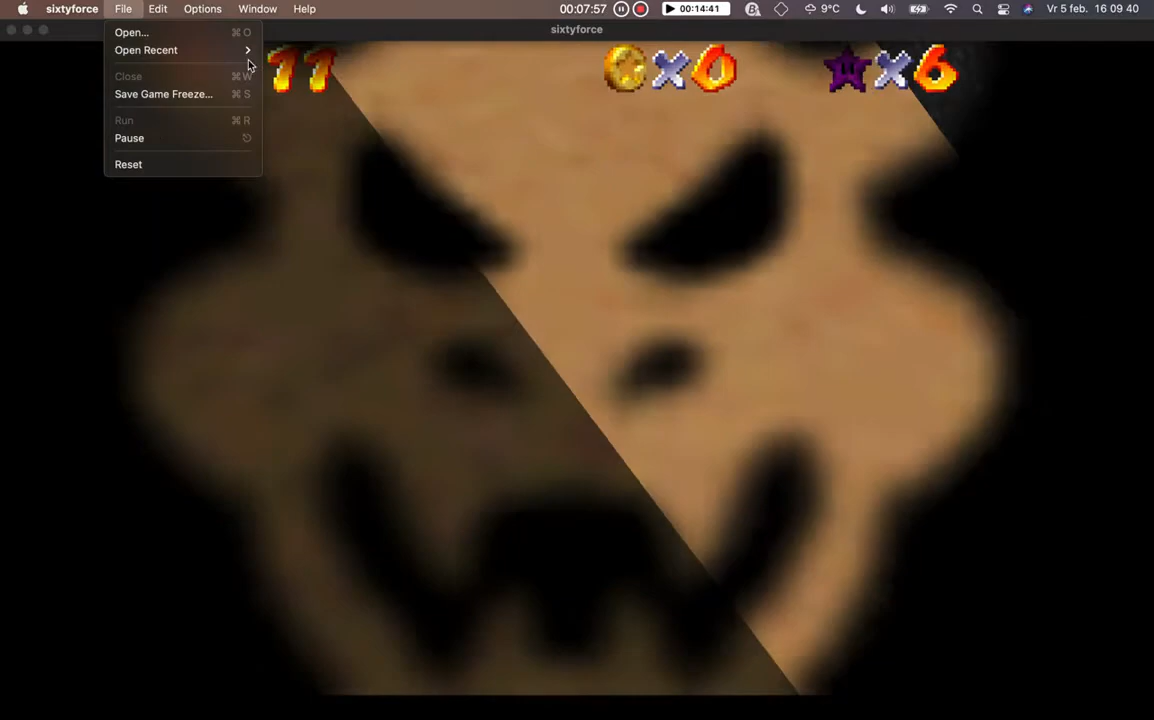 sixtyforce File Edit Options Window Help 00:07:57 00:14:41 9°C Vr 5 feb. 16 09 40
sixtyforce
Open... ⌘O
Open Recent >
Close ⌘W
Save Game Freeze... ⌘S
Run ⌘R
Pause ⎋
Reset
11 ×0 ×6